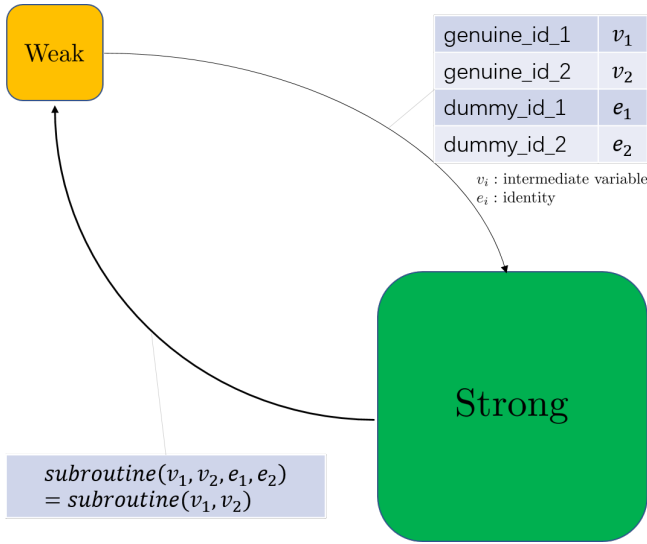 Weak
genuine_id_1 v₁
genuine_id_2 v₂
dummy_id_1 e₁
dummy_id_2 e₂
vᵢ : intermediate variable
eᵢ : identity
Strong
subroutine(v₁, v₂, e₁, e₂)
= subroutine(v₁, v₂)